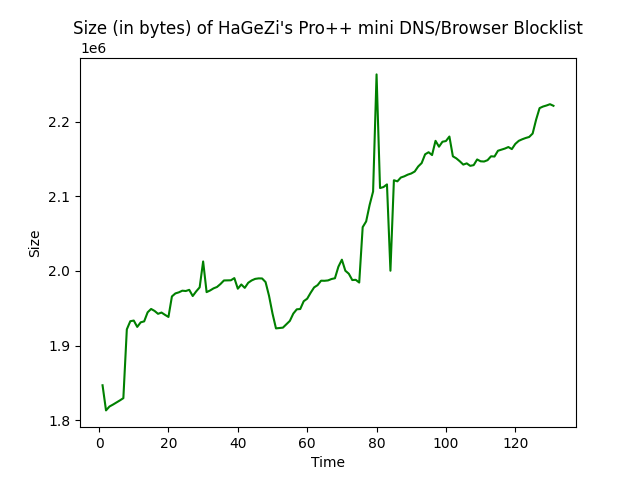 Size (in bytes) of HaGeZi's Pro++ mini DNS/Browser Blocklist
1e6
2.2
2.1
2.0
1.9
1.8
Size
0 20 40 60 80 100 120
Time